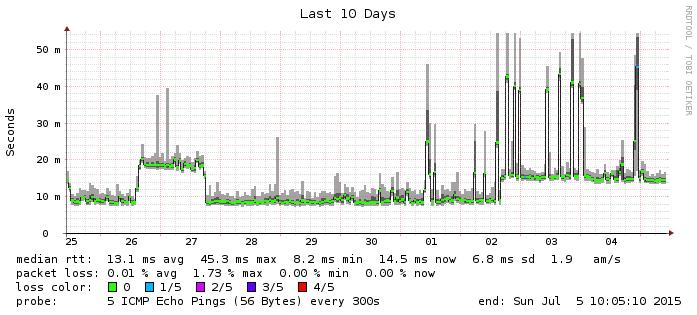 Last 10 Days
RRDTOOL / TOBI OETIKER
Seconds
50 m
40 m
30 m
20 m
10 m
0
25 26 27 28 29 30 01 02 03 04
median rtt: 13.1 ms avg 45.3 ms max 8.2 ms min 14.5 ms now 6.8 ms sd 1.9 am/s
packet loss: 0.01 % avg 1.73 % max 0.00 % min 0.00 % now
loss color: 0 1/5 2/5 3/5 4/5
probe: 5 ICMP Echo Pings (56 Bytes) every 300s end: Sun Jul 5 10:05:10 2015